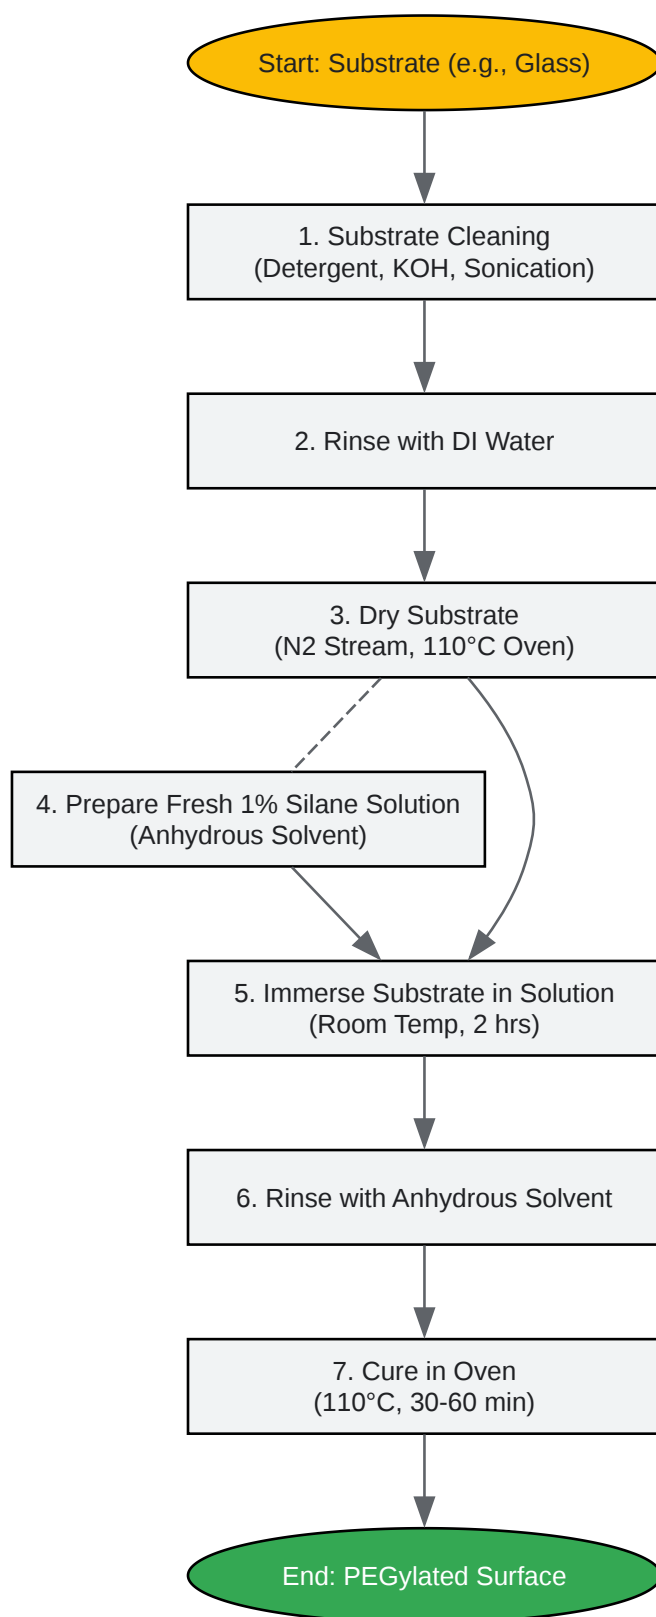 Start: Substrate (e.g., Glass)
1. Substrate Cleaning
(Detergent, KOH, Sonication)
2. Rinse with DI Water
3. Dry Substrate
(N2 Stream, 110°C Oven)
4. Prepare Fresh 1% Silane Solution
(Anhydrous Solvent)
5. Immerse Substrate in Solution
(Room Temp, 2 hrs)
6. Rinse with Anhydrous Solvent
7. Cure in Oven
(110°C, 30-60 min)
End: PEGylated Surface